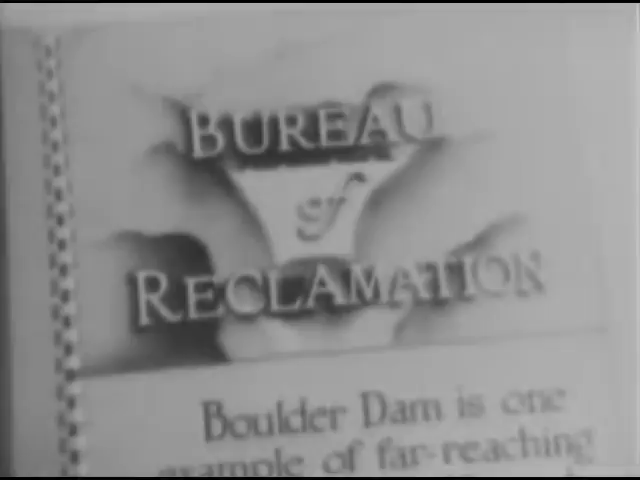 BUREAU
of
RECLAMATION
Boulder Dam is one
example of far-reaching